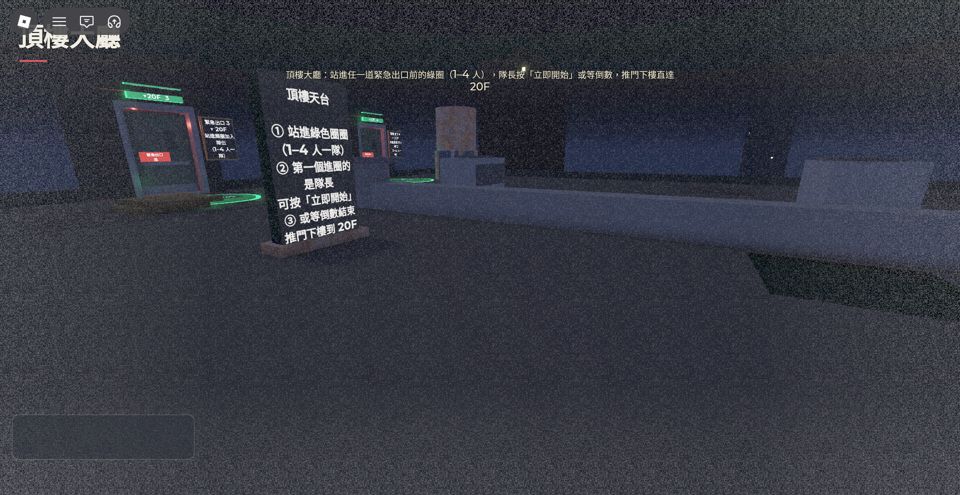 頂樓大廳
頂樓大廳：站進任一道緊急出口前的綠圈（1–4 人），隊長按「立即開始」或等倒數，推門下樓直達
20F
頂樓天台
① 站進綠色圈圈
（1–4 人一隊）
② 第一個進圈的
是隊長
可按「立即開始」
③ 或等倒數結束
推門下樓到 20F
緊急出口 3